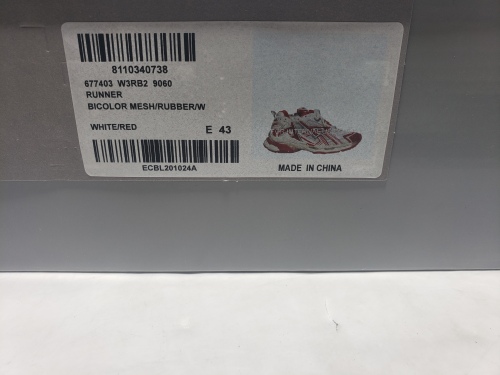 8110340738
677403 W3RB2 9060
RUNNER
BICOLOR MESH/RUBBER/W
WHITE/RED E 43
ECBL201024A
MADE IN CHINA